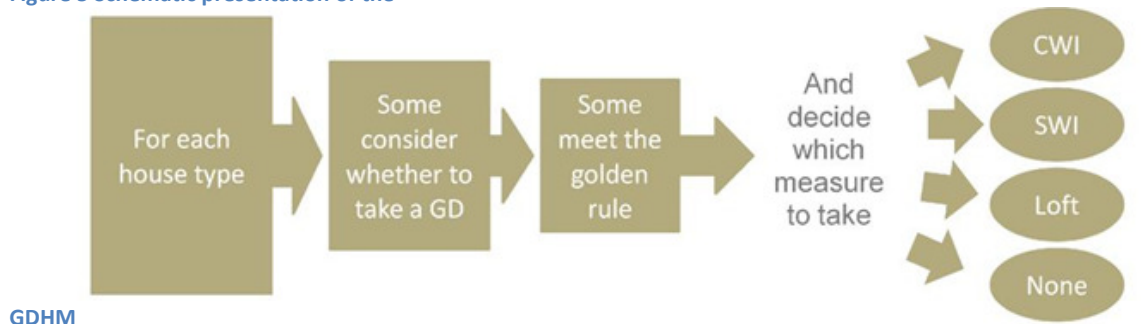 Figure 3 Schematic presentation of the
For each
house type
Some
consider
whether to
take a GD
Some
meet the
golden
rule
And
decide
which
measure
to take
CWI
SWI
Loft
None
GDHM